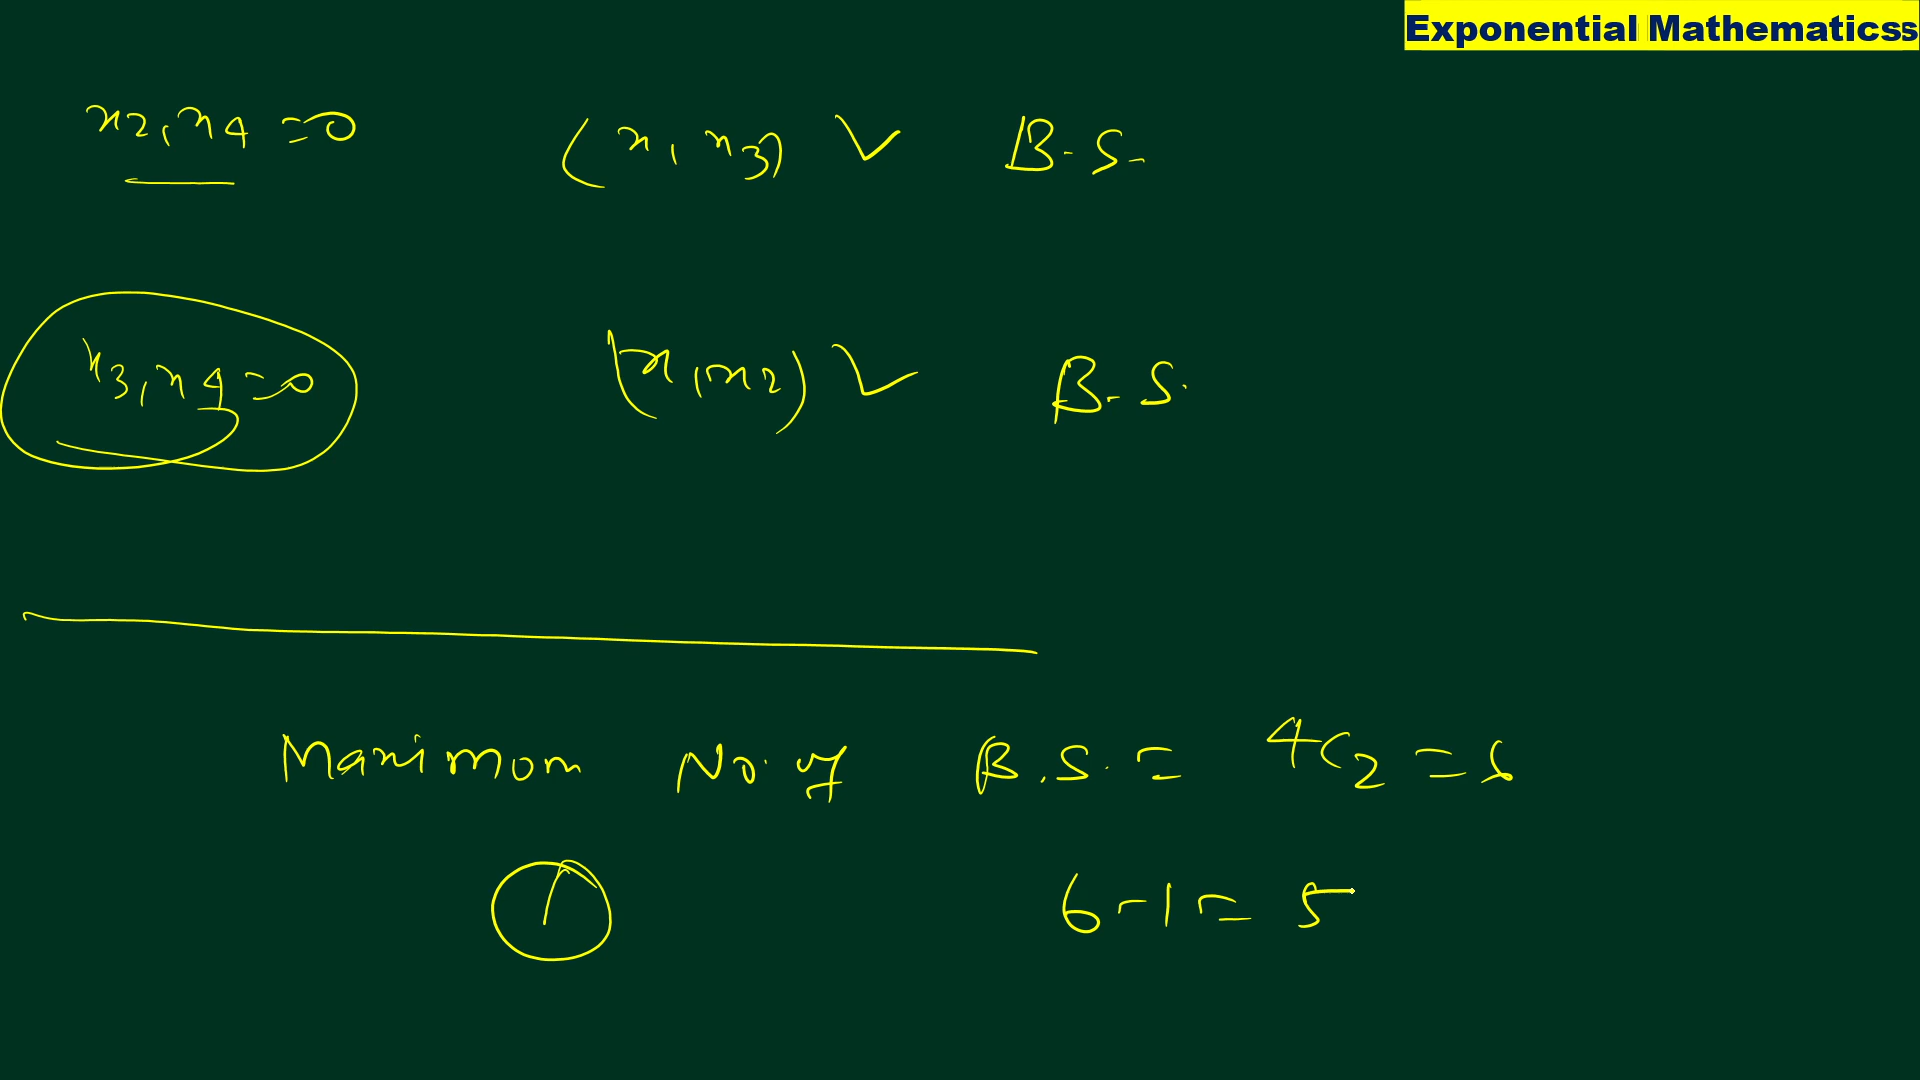 Exponential Mathematicss
x2, x4 = 0 (x1, x3) ✓ B.S.
x3, x4 = 0 (x1, x2) ✓ B.S.
Maximum No. of B.S. = 4C2 = 6
1 6 - 1 = 5